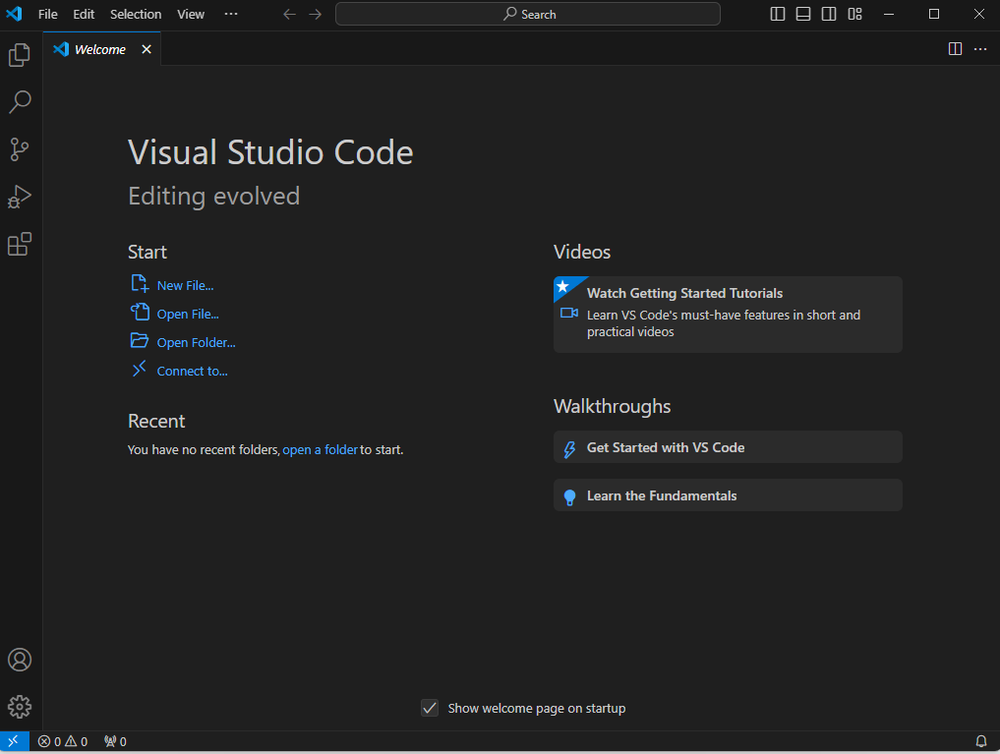 File Edit Selection View ··· Search
Welcome
Visual Studio Code
Editing evolved
Start
New File...
Open File...
Open Folder...
Connect to...
Recent
You have no recent folders, open a folder to start.
Videos
Watch Getting Started Tutorials
Learn VS Code's must-have features in short and
practical videos
Walkthroughs
Get Started with VS Code
Learn the Fundamentals
Show welcome page on startup
0 0 0